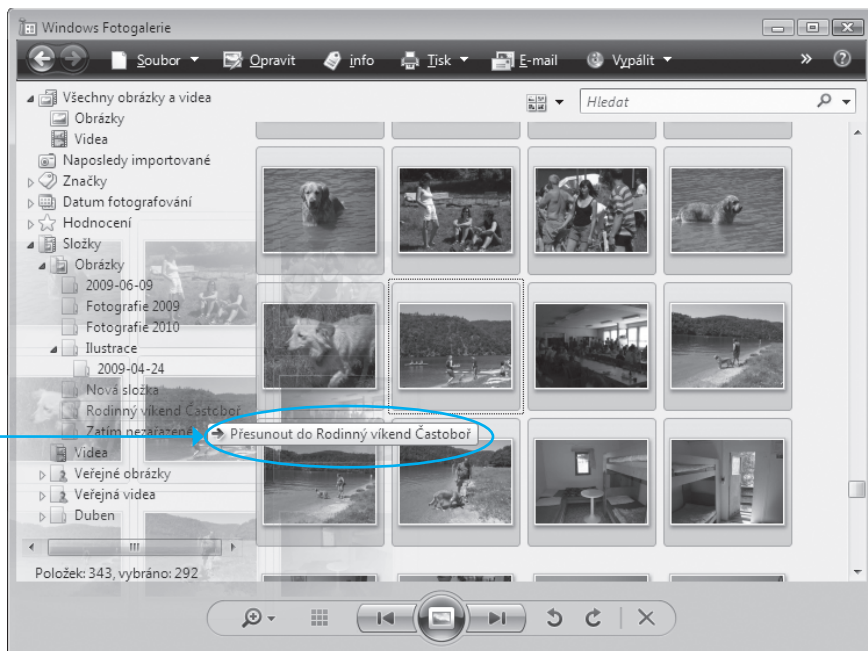 Windows Fotogalerie
Soubor Opravit info Tisk E-mail Vypálit »
Všechny obrázky a videa
Hledat
Obrázky
Videa
Naposledy importované
Značky
Datum fotografování
Hodnocení
Složky
Obrázky
2009-06-09
Fotografie 2009
Fotografie 2010
Ilustrace
2009-04-24
Nová složka
Rodinný víkend Častoboř
Zatím nezařazené
Přesunout do Rodinný víkend Častoboř
Videa
Veřejné obrázky
Veřejná videa
Duben
Položek: 343, vybráno: 292